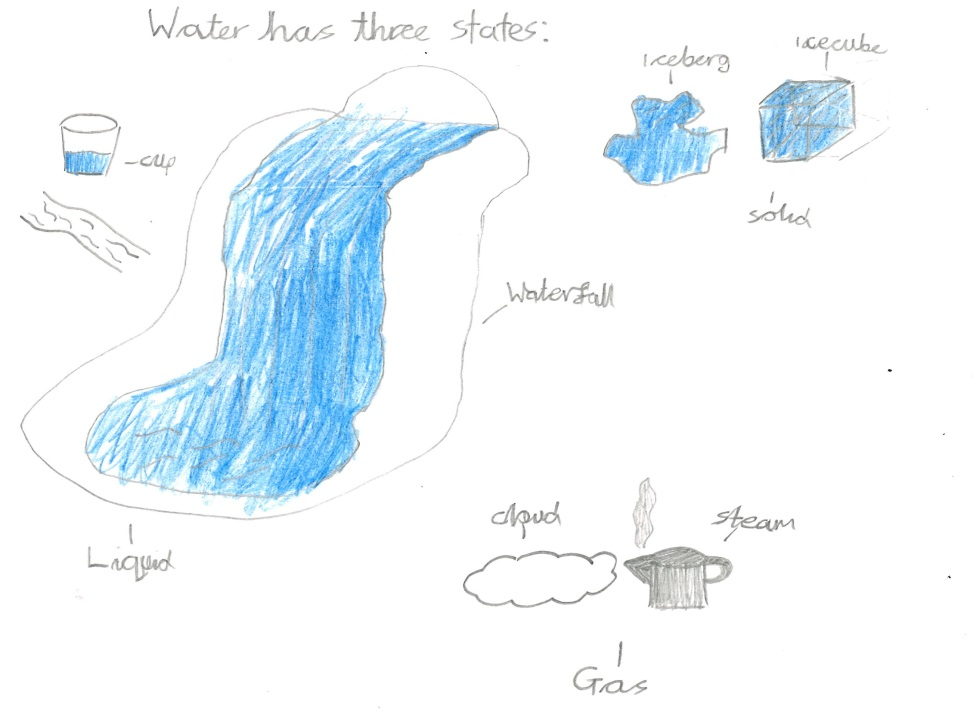 Water has three states:
iceberg
icecube
cup
solid
Waterfall
cloud
steam
Liquid
Gas